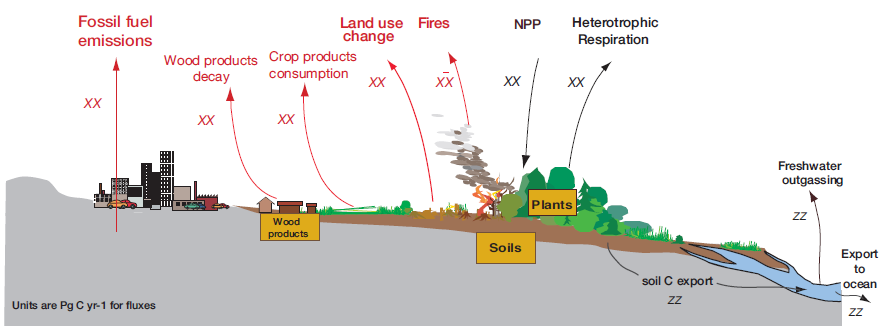 Fossil fuel
emissions
Wood products
decay
Crop products
consumption
Land use
change
Fires
NPP
Heterotrophic
Respiration
XX
XX
XX
XX
XX
XX
XX
Freshwater
outgassing
ZZ
Plants
Wood
products
Soils
Export
to
ocean
soil C export
ZZ
ZZ
Units are Pg C yr-1 for fluxes